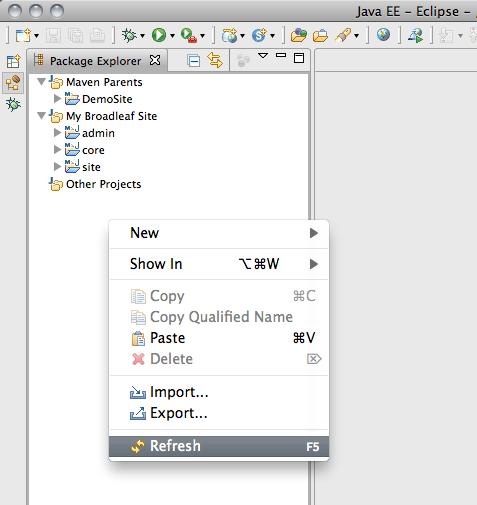 Java EE - Eclipse -
Package Explorer
Maven Parents
DemoSite
My Broadleaf Site
admin
core
site
Other Projects
New
Show In ⌥⌘W
Copy ⌘C
Copy Qualified Name
Paste ⌘V
Delete ⌦
Import...
Export...
Refresh F5